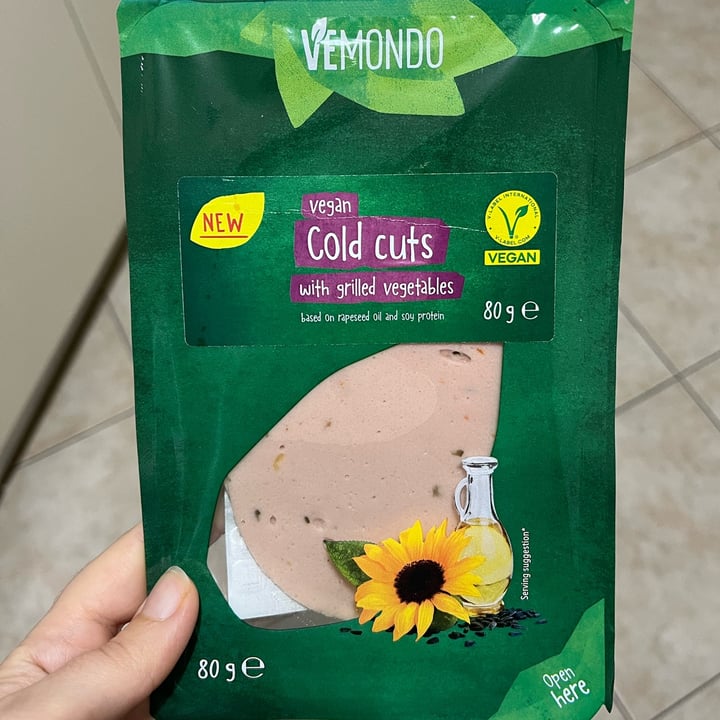 VEMONDO
NEW
vegan
Cold cuts
with grilled vegetables
based on rapeseed oil and soy protein
V-LABEL INTERNATIONAL
V-LABEL.COM
VEGAN
80 g ℮
Serving suggestion*
80 g ℮
Open
here